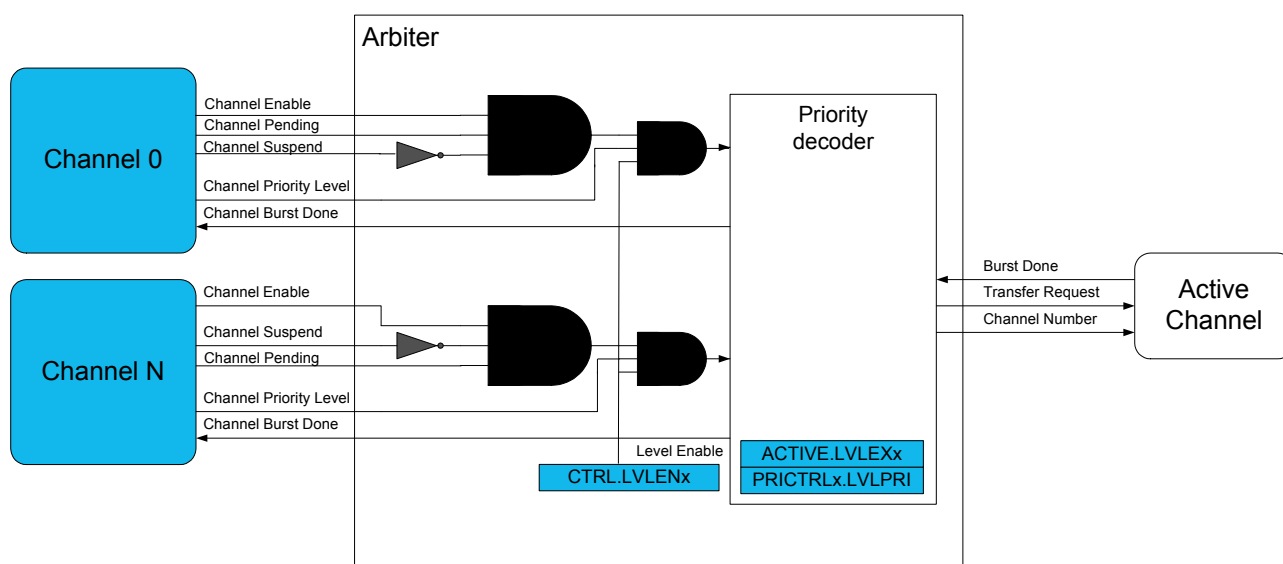 Arbiter
Channel 0
Channel Enable
Channel Pending
Channel Suspend
Channel Priority Level
Channel Burst Done
Priority
decoder
Burst Done
Transfer Request
Channel Number
Active
Channel
Channel N
Channel Enable
Channel Suspend
Channel Pending
Channel Priority Level
Channel Burst Done
Level Enable
CTRL.LVLENx
ACTIVE.LVLEXx
PRICTRLx.LVLPRI